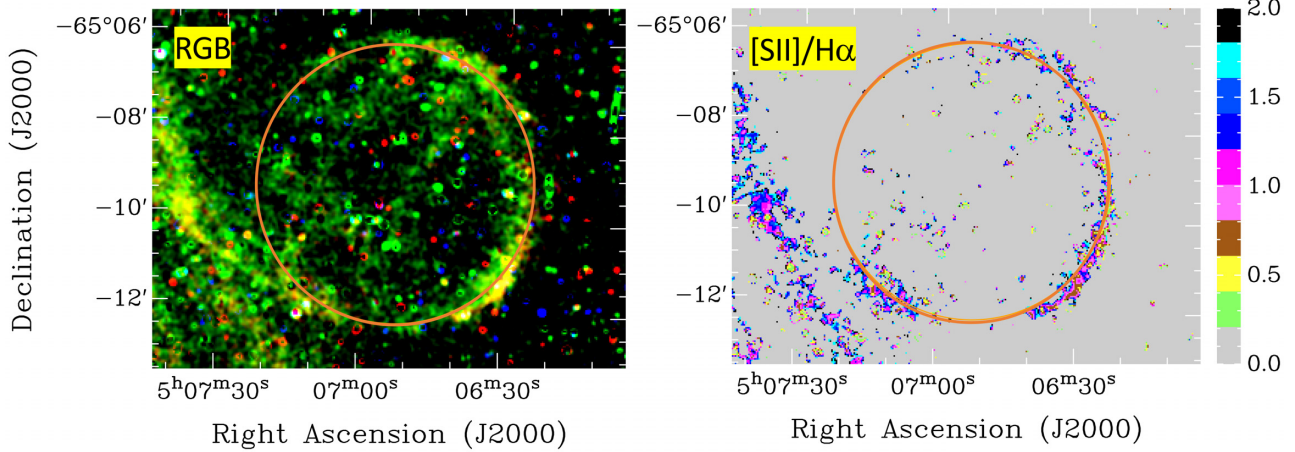 RGB
[SII]/Hα
Declination (J2000)
−65°06′
−08′
−10′
−12′
5ʰ07ᵐ30ˢ
07ᵐ00ˢ
06ᵐ30ˢ
Right Ascension (J2000)
−65°06′
−08′
−10′
−12′
5ʰ07ᵐ30ˢ
07ᵐ00ˢ
06ᵐ30ˢ
Right Ascension (J2000)
2.0
1.5
1.0
0.5
0.0